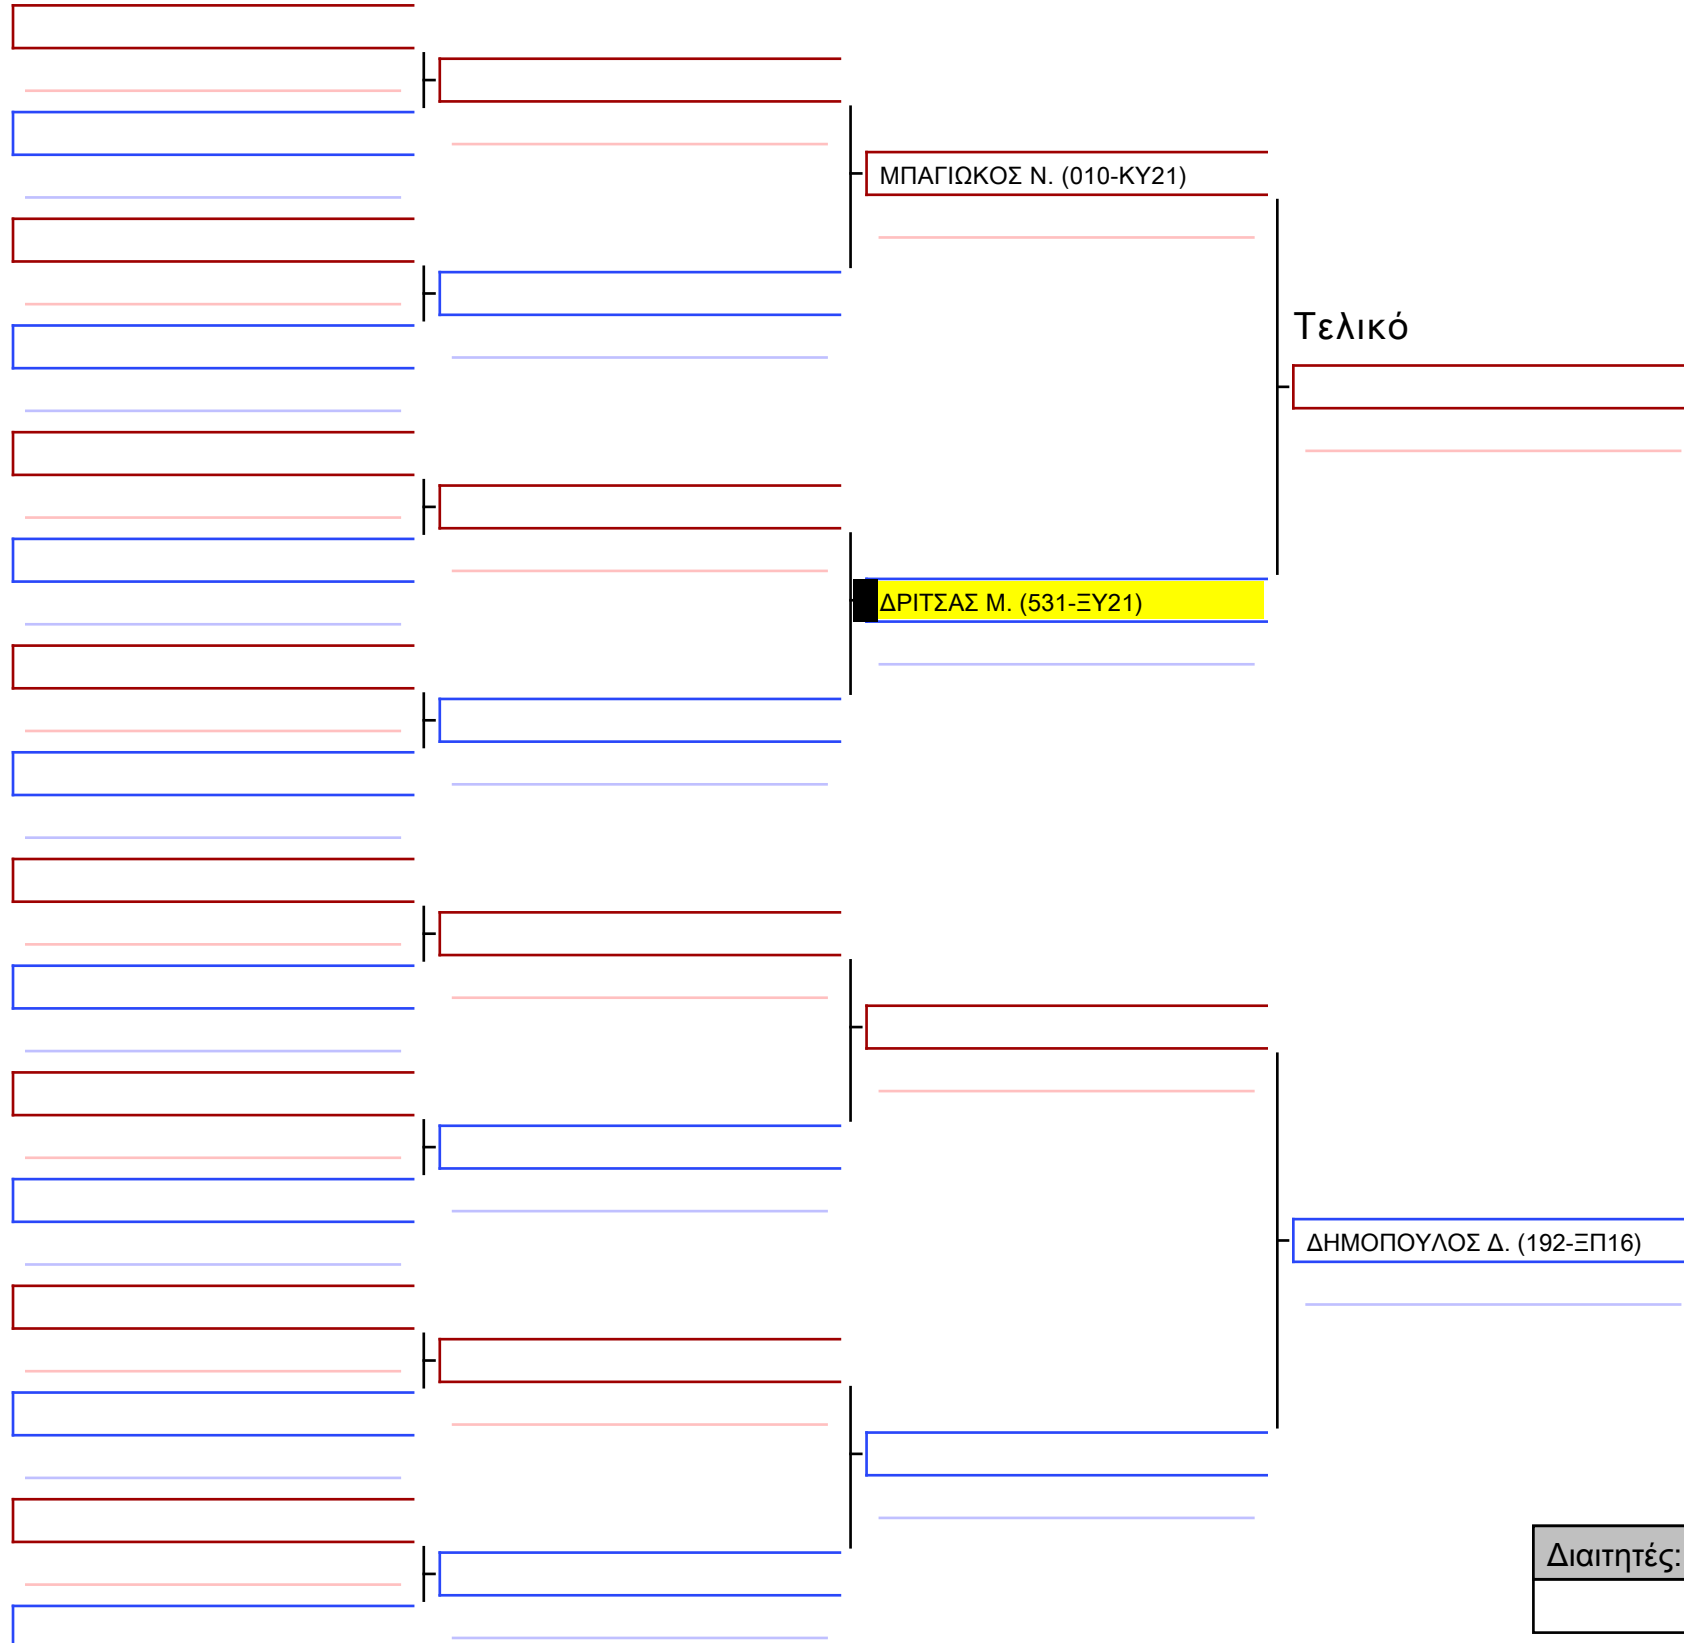 ΜΠΑΓΙΩΚΟΣ Ν. (010-ΚΥ21)
Τελικό
ΔΡΙΤΣΑΣ Μ. (531-ΞΥ21)
ΔΗΜΟΠΟΥΛΟΣ Δ. (192-ΞΠ16)
Διαιτητές: